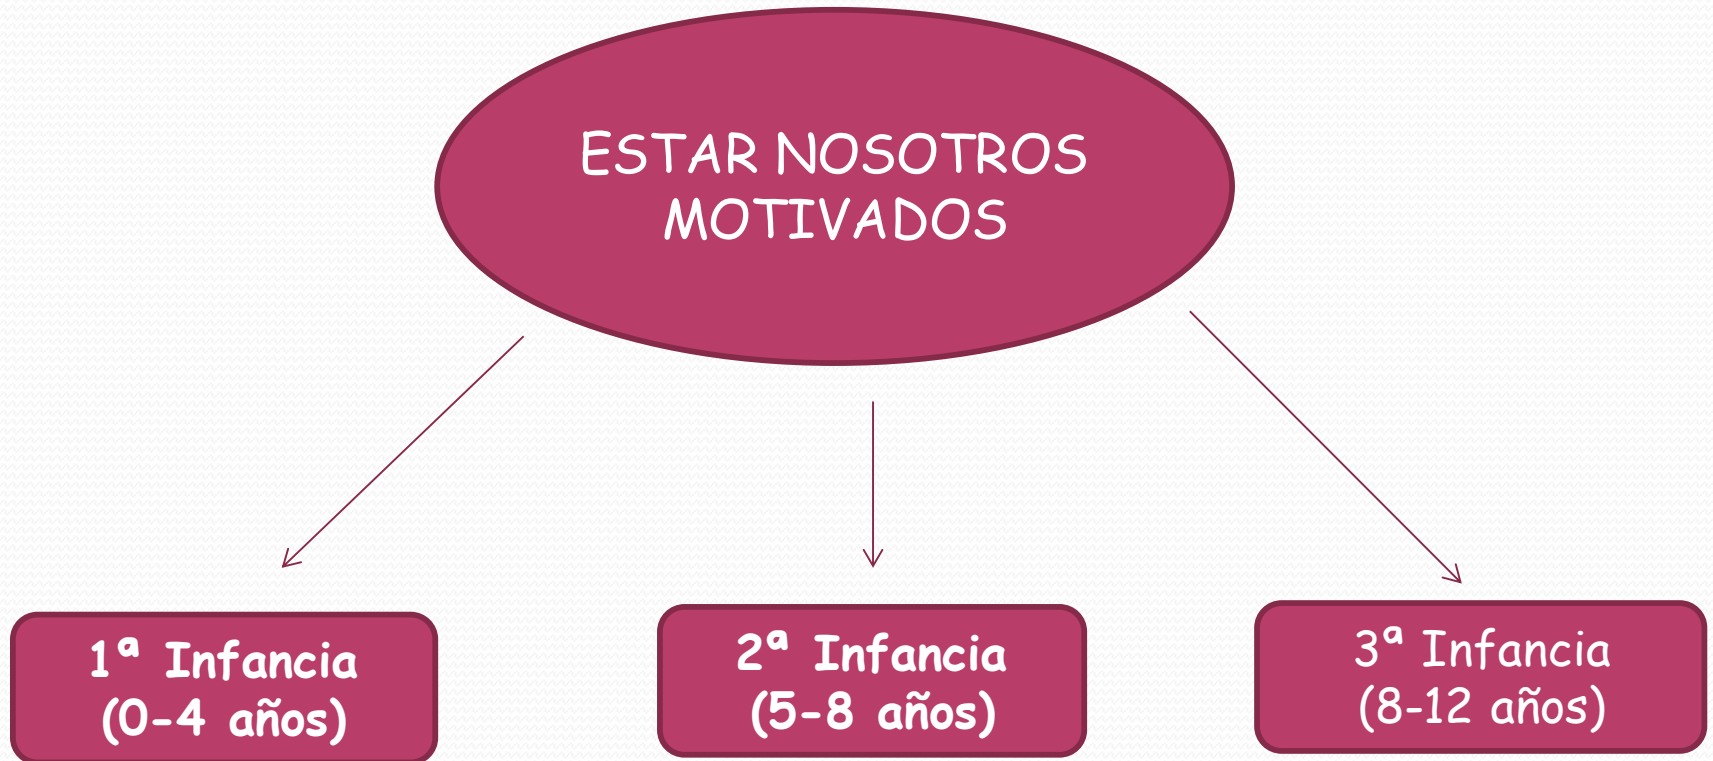 ESTAR NOSOTROS
MOTIVADOS
1ª Infancia
(0-4 años)
2ª Infancia
(5-8 años)
3ª Infancia
(8-12 años)